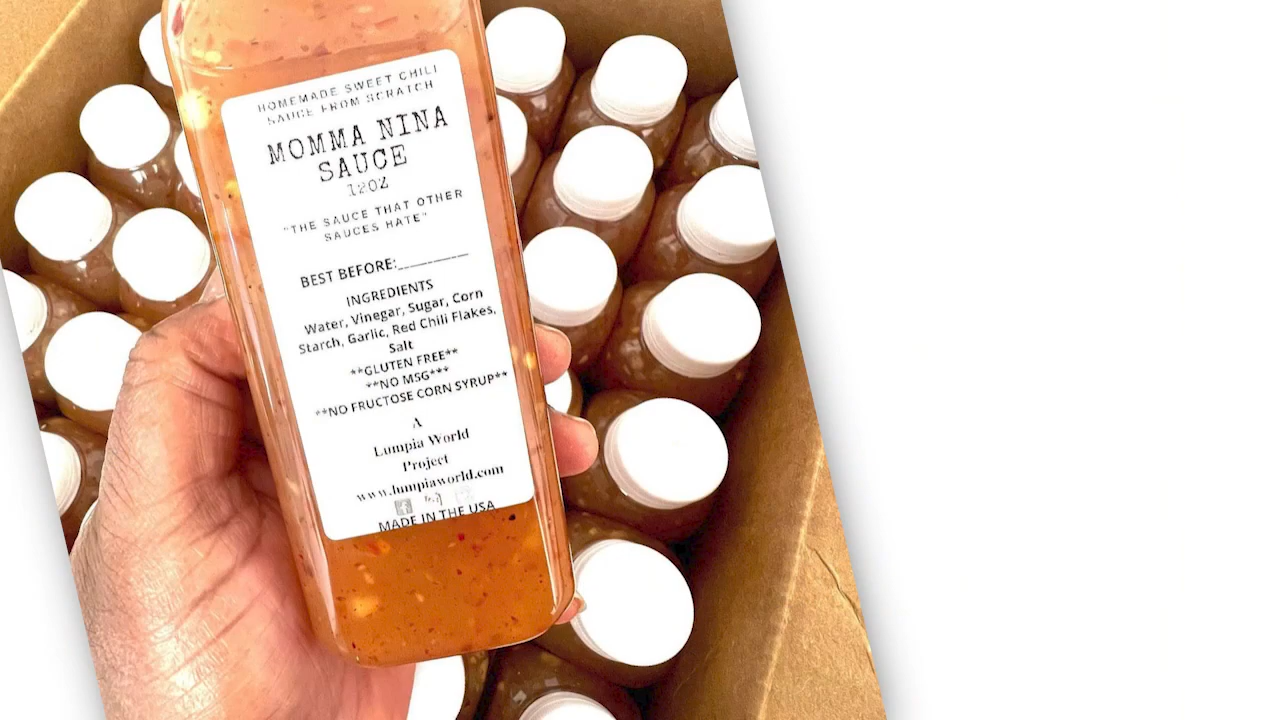 HOMEMADE SWEET CHILI
SAUCE FROM SCRATCH
MOMMA NINA
SAUCE
12OZ
"THE SAUCE THAT OTHER
SAUCES HATE"
BEST BEFORE:___________
INGREDIENTS
Water, Vinegar, Sugar, Corn
Starch, Garlic, Red Chili Flakes,
Salt
**GLUTEN FREE**
**NO MSG***
**NO FRUCTOSE CORN SYRUP**
A
Lumpia World
Project
www.lumpiaworld.com
MADE IN THE USA